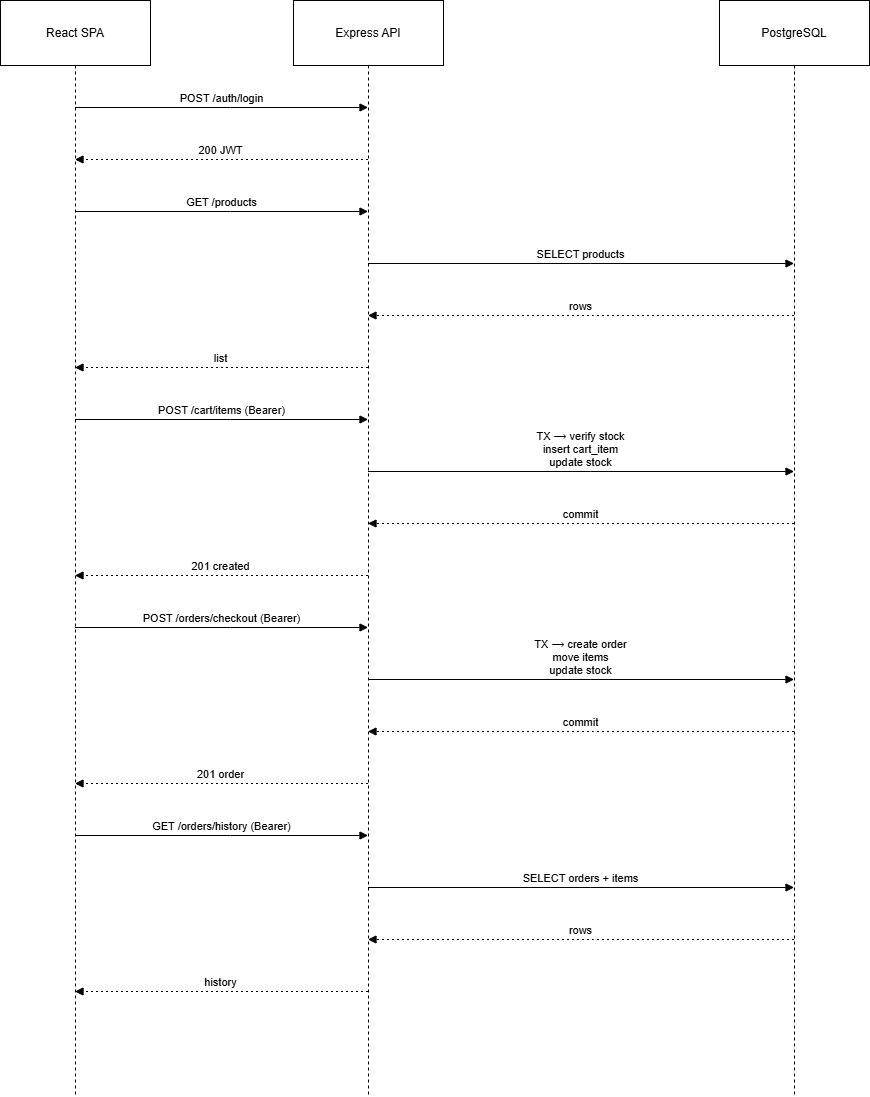 React SPA
Express API
PostgreSQL
POST /auth/login
200 JWT
GET /products
SELECT products
rows
list
POST /cart/items (Bearer)
TX → verify stock
insert cart_item
update stock
commit
201 created
POST /orders/checkout (Bearer)
TX → create order
move items
update stock
commit
201 order
GET /orders/history (Bearer)
SELECT orders + items
rows
history